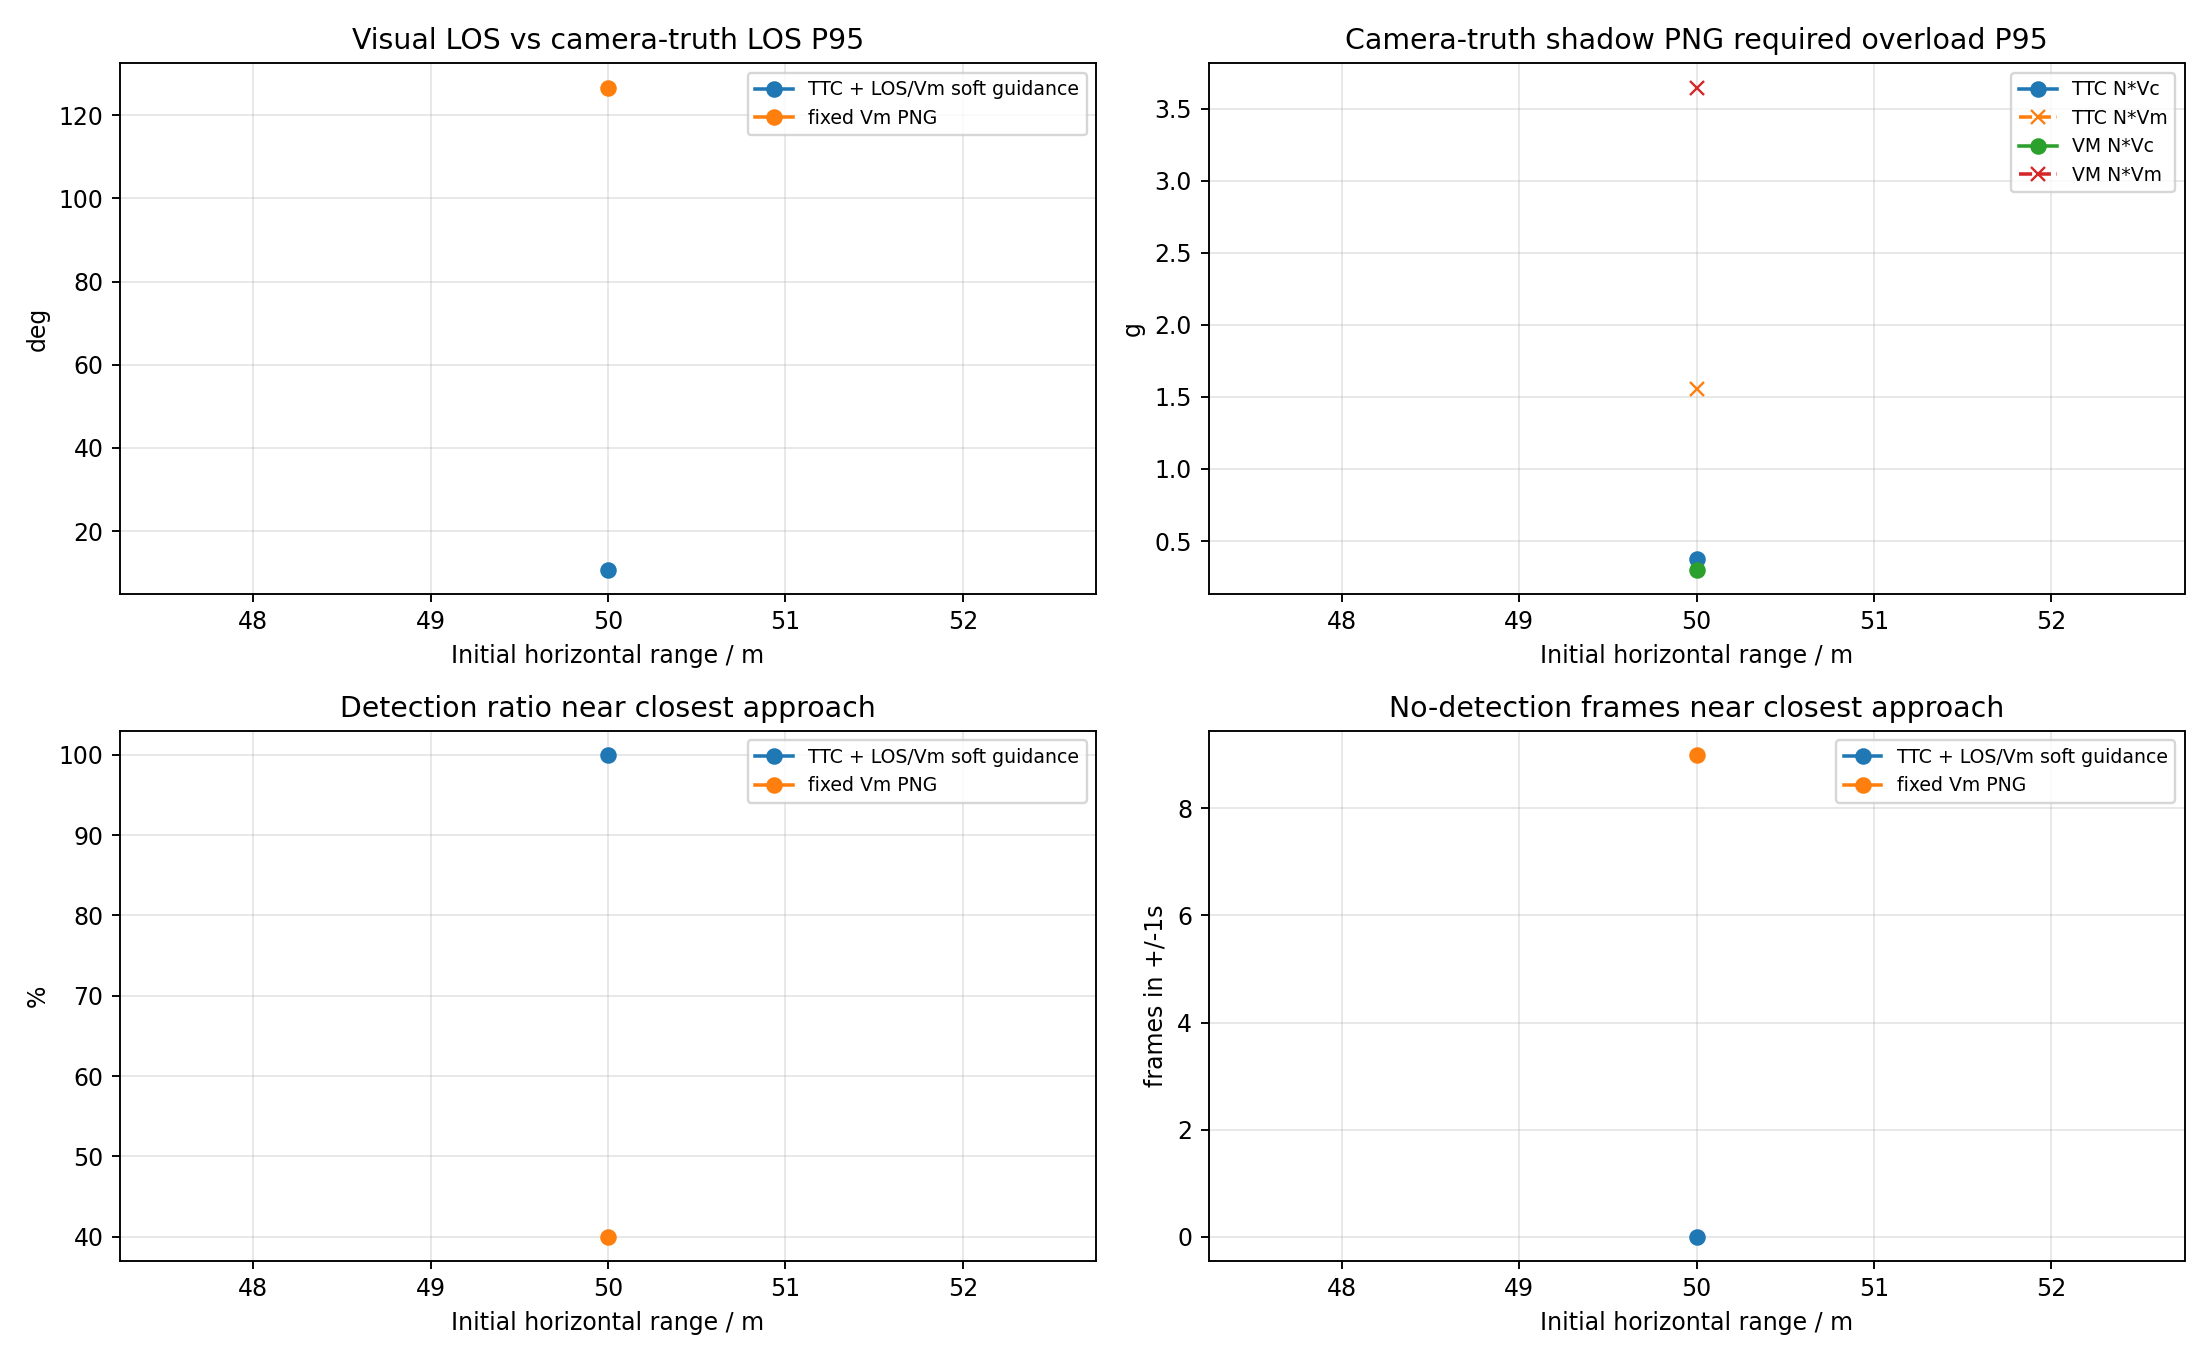 Visual LOS vs camera-truth LOS P95
TTC + LOS/Vm soft guidance
fixed Vm PNG
120
100
80
60
40
20
deg
48 49 50 51 52
Initial horizontal range / m
Camera-truth shadow PNG required overload P95
TTC N*Vc
TTC N*Vm
VM N*Vc
VM N*Vm
3.5
3.0
2.5
2.0
1.5
1.0
0.5
g
48 49 50 51 52
Initial horizontal range / m
Detection ratio near closest approach
TTC + LOS/Vm soft guidance
fixed Vm PNG
100
90
80
70
60
50
40
%
48 49 50 51 52
Initial horizontal range / m
No-detection frames near closest approach
TTC + LOS/Vm soft guidance
fixed Vm PNG
8
6
4
2
0
frames in +/-1s
48 49 50 51 52
Initial horizontal range / m